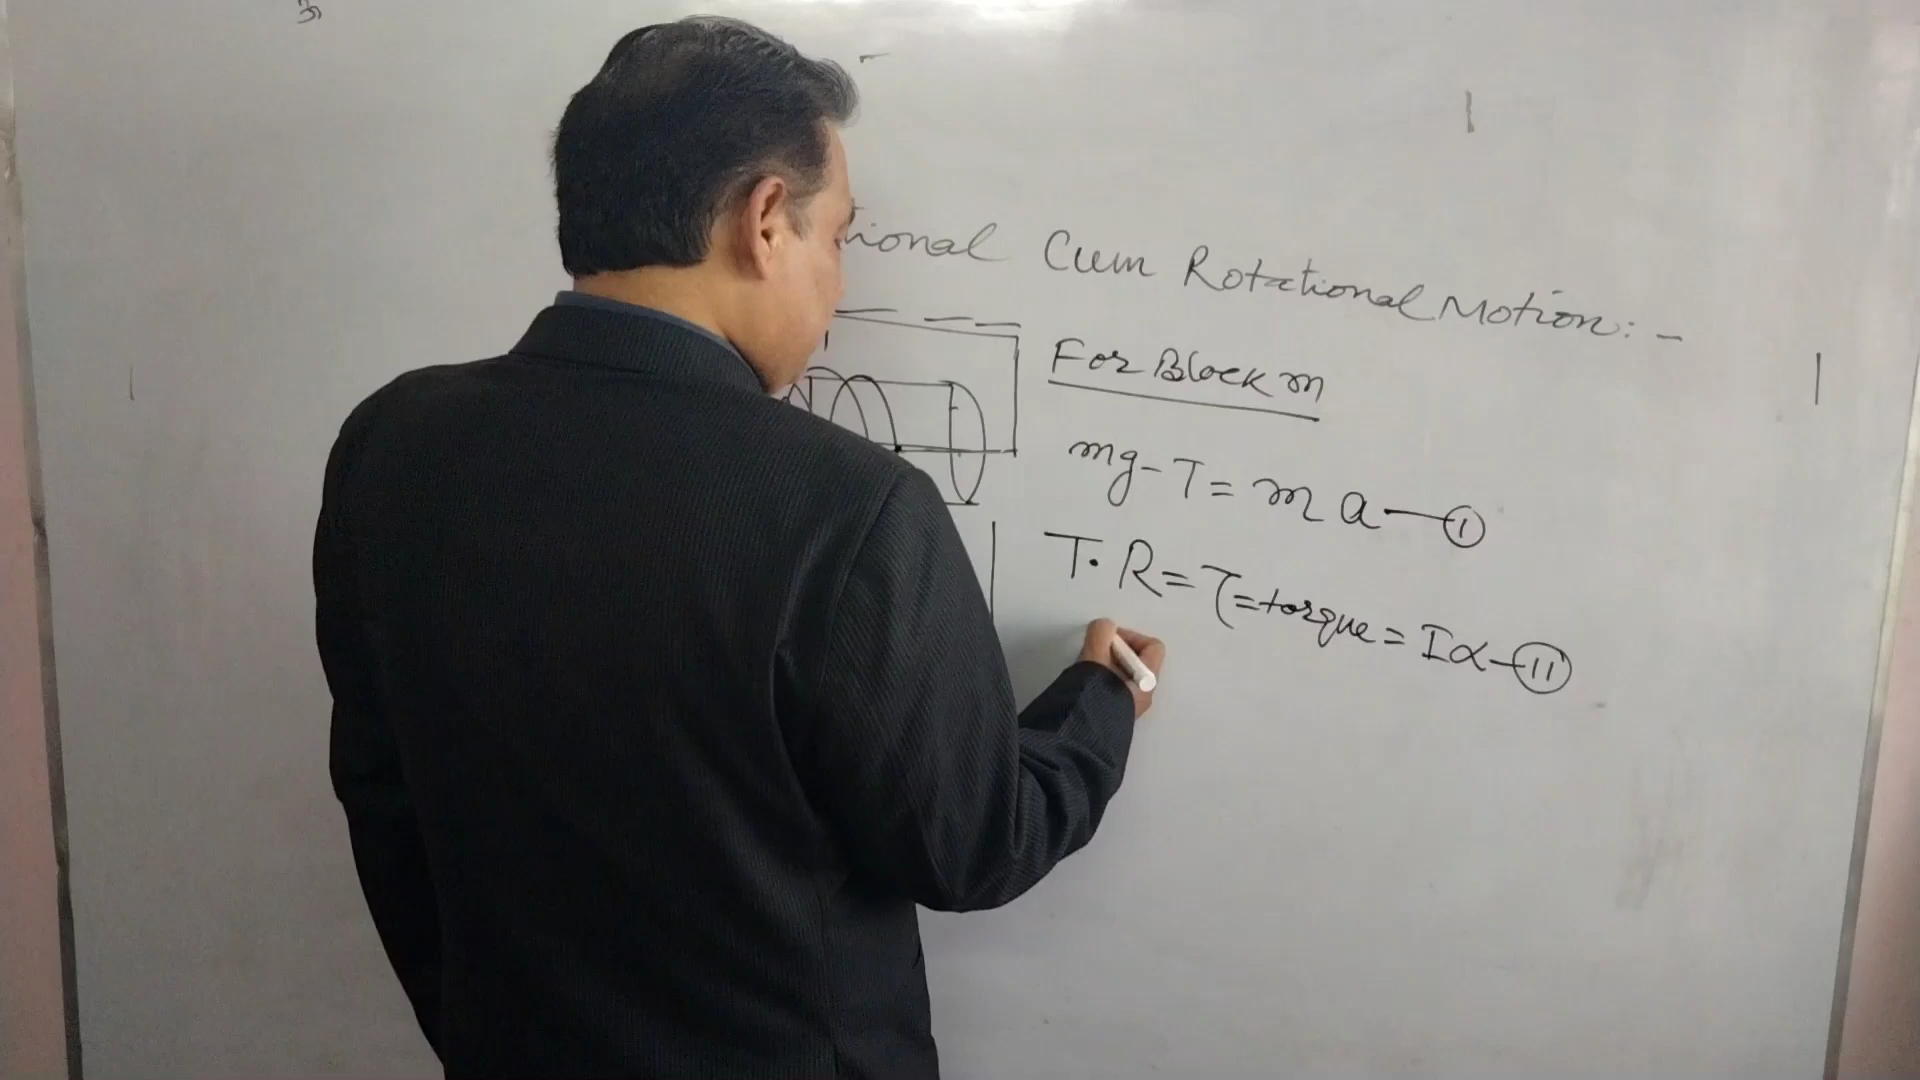 tional Cum Rotational Motion:-
For Block m
mg-T = m a — ①
T. R = τ = torque = Iα - ⑪